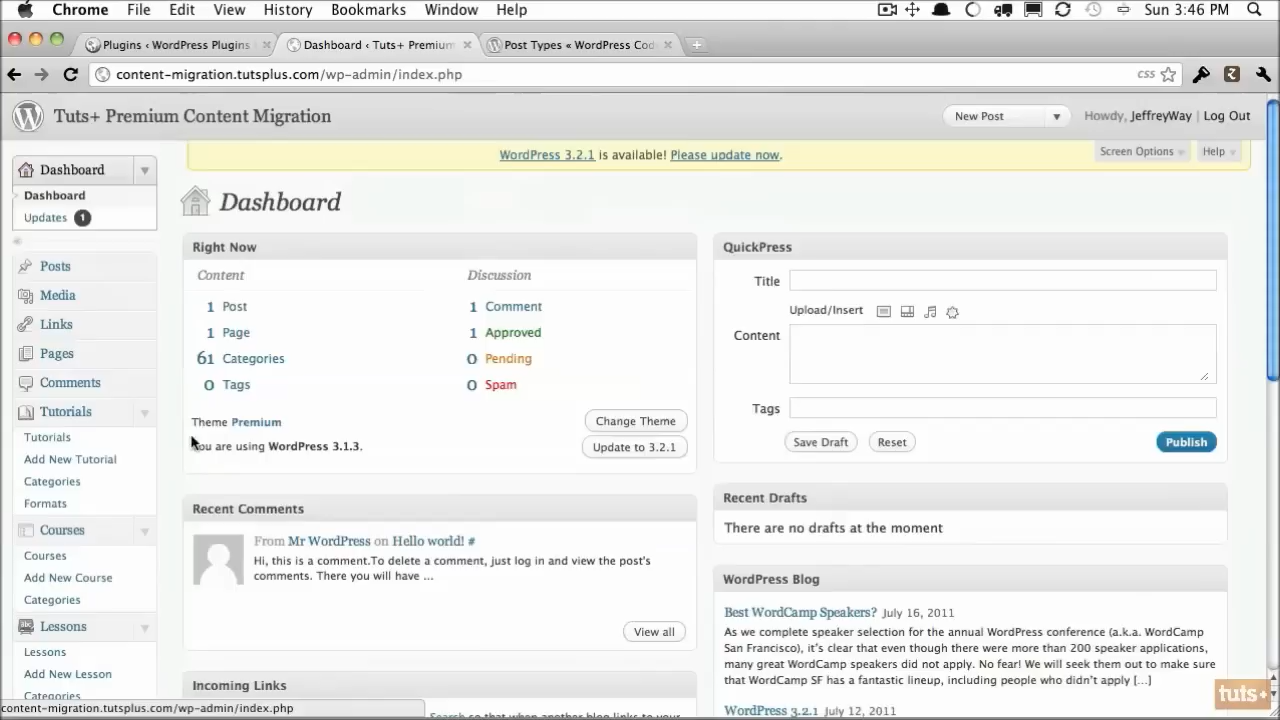 Chrome File Edit View History Bookmarks Window Help Sun 3:46 PM
Plugins ‹ WordPress Plugins Dashboard ‹ Tuts+ Premium Post Types « WordPress Cod
content-migration.tutsplus.com/wp-admin/index.php css
Tuts+ Premium Content Migration New Post Howdy, JeffreyWay | Log Out
WordPress 3.2.1 is available! Please update now. Screen Options Help
Dashboard
Dashboard
Updates 1
Posts
Media
Links
Pages
Comments
Tutorials
Tutorials
Add New Tutorial
Categories
Formats
Courses
Courses
Add New Course
Categories
Lessons
Lessons
Add New Lesson
Categories
Dashboard
Right Now
Content Discussion
1 Post 1 Comment
1 Page 1 Approved
61 Categories 0 Pending
0 Tags 0 Spam
Theme Premium Change Theme
You are using WordPress 3.1.3. Update to 3.2.1
Recent Comments
From Mr WordPress on Hello world! #
Hi, this is a comment.To delete a comment, just log in and view the post's
comments. There you will have ...
View all
Incoming Links
Search so that when another blog links to your
QuickPress
Title
Upload/Insert
Content
Tags
Save Draft Reset Publish
Recent Drafts
There are no drafts at the moment
WordPress Blog
Best WordCamp Speakers? July 16, 2011
As we complete speaker selection for the annual WordPress conference (a.k.a. WordCamp
San Francisco), it's clear that even though there were more than 200 speaker applications,
many great WordCamp speakers did not apply. No fear! We will seek them out to make sure
that WordCamp SF has a fantastic lineup, including people who didn't apply [...]
WordPress 3.2.1 July 12, 2011
content-migration.tutsplus.com/wp-admin/index.php
tuts+